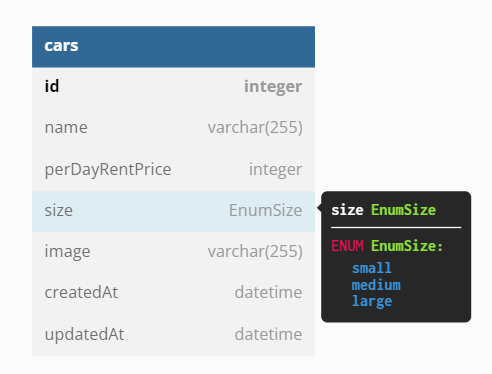 cars
id integer
name varchar(255)
perDayRentPrice integer
size EnumSize
image varchar(255)
createdAt datetime
updatedAt datetime
size EnumSize
ENUM EnumSize:
small
medium
large